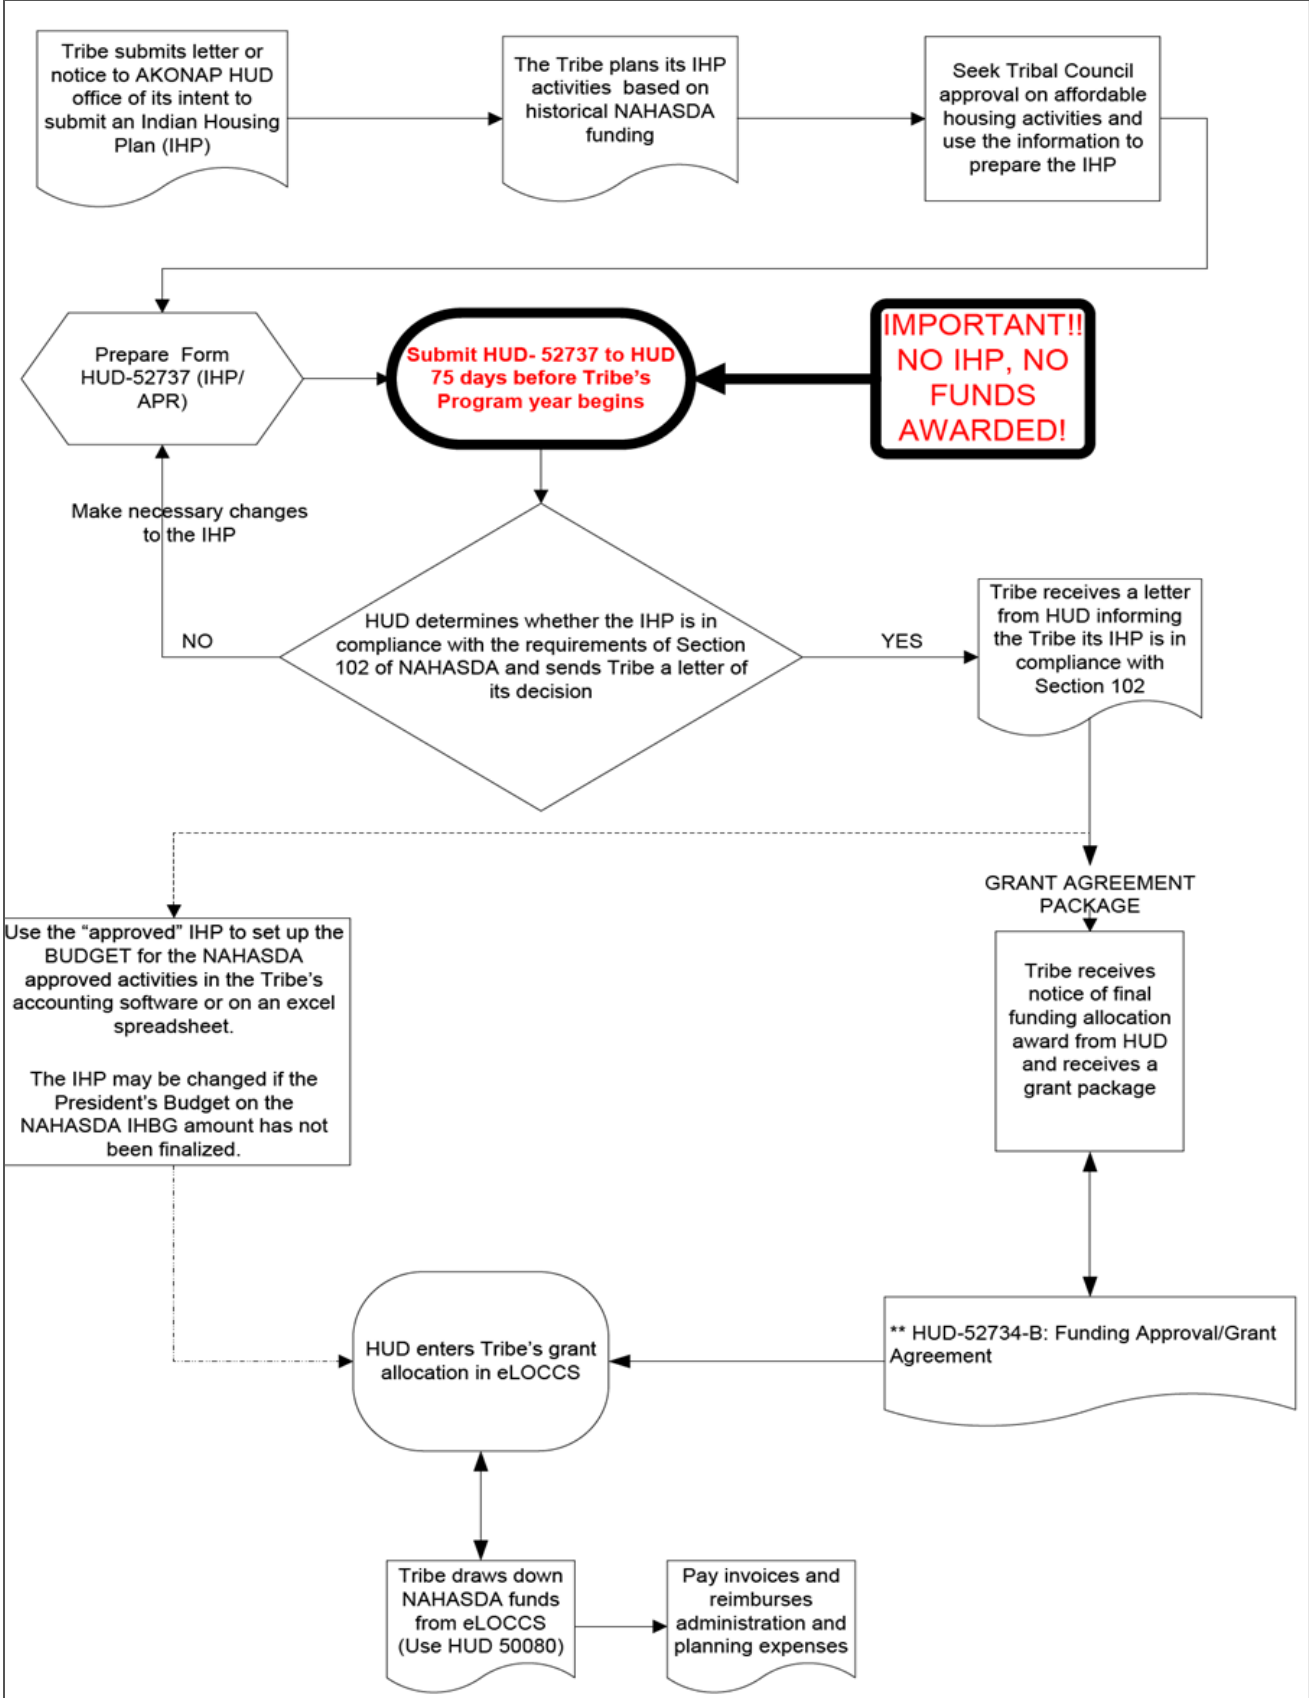 Tribe submits letter or
notice to AKONAP HUD
office of its intent to
submit an Indian Housing
Plan (IHP)
The Tribe plans its IHP
activities based on
historical NAHASDA
funding
Seek Tribal Council
approval on affordable
housing activities and
use the information to
prepare the IHP
Prepare Form
HUD-52737 (IHP/
APR)
Submit HUD- 52737 to HUD
75 days before Tribe's
Program year begins
IMPORTANT!!
NO IHP, NO
FUNDS
AWARDED!
Make necessary changes
to the IHP
NO
HUD determines whether the IHP is in
compliance with the requirements of Section
102 of NAHASDA and sends Tribe a letter of
its decision
YES
Tribe receives a letter
from HUD informing
the Tribe its IHP is in
compliance with
Section 102
GRANT AGREEMENT
PACKAGE
Use the “approved” IHP to set up the
BUDGET for the NAHASDA
approved activities in the Tribe's
accounting software or on an excel
spreadsheet.
The IHP may be changed if the
President's Budget on the
NAHASDA IHBG amount has not
been finalized.
Tribe receives
notice of final
funding allocation
award from HUD
and receives a
grant package
HUD enters Tribe's grant
allocation in eLOCCS
** HUD-52734-B: Funding Approval/Grant
Agreement
Tribe draws down
NAHASDA funds
from eLOCCS
(Use HUD 50080)
Pay invoices and
reimburses
administration and
planning expenses